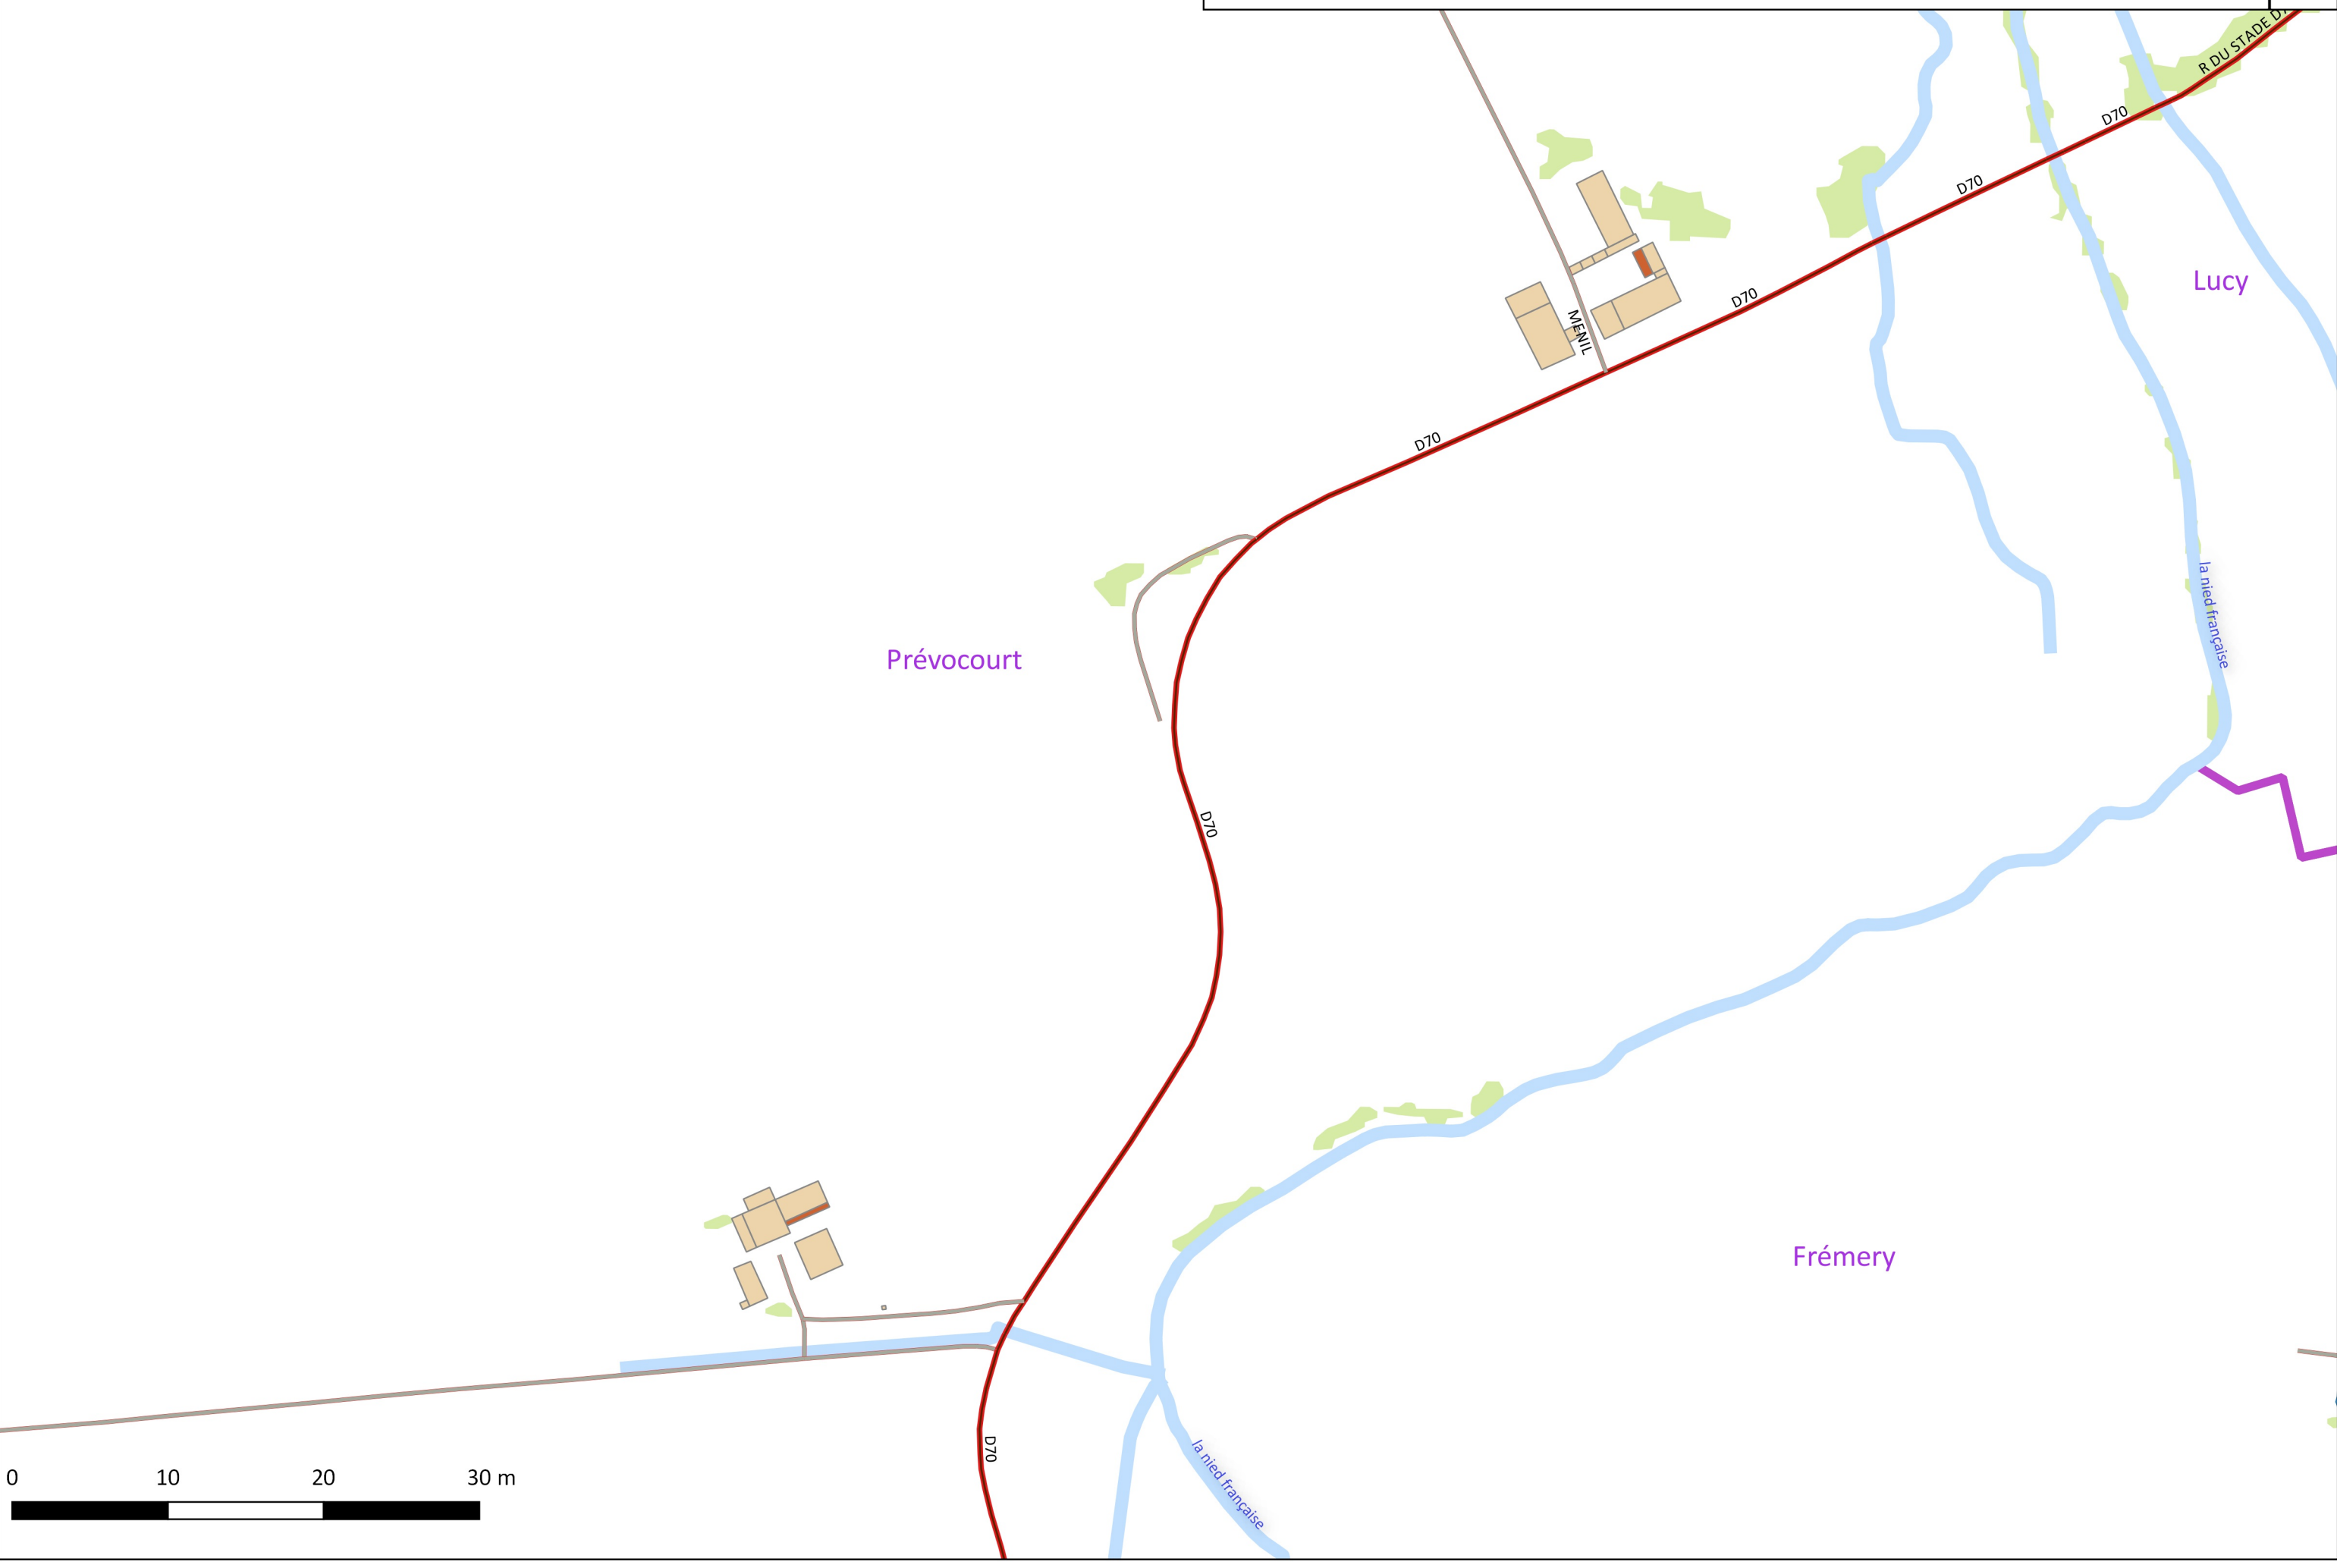 R DU STADE D
D70
D70
Lucy
D70
MENIL
D70
la nied française
Prévocourt
D70
Frémery
D70
la nied française
0 10 20 30 m